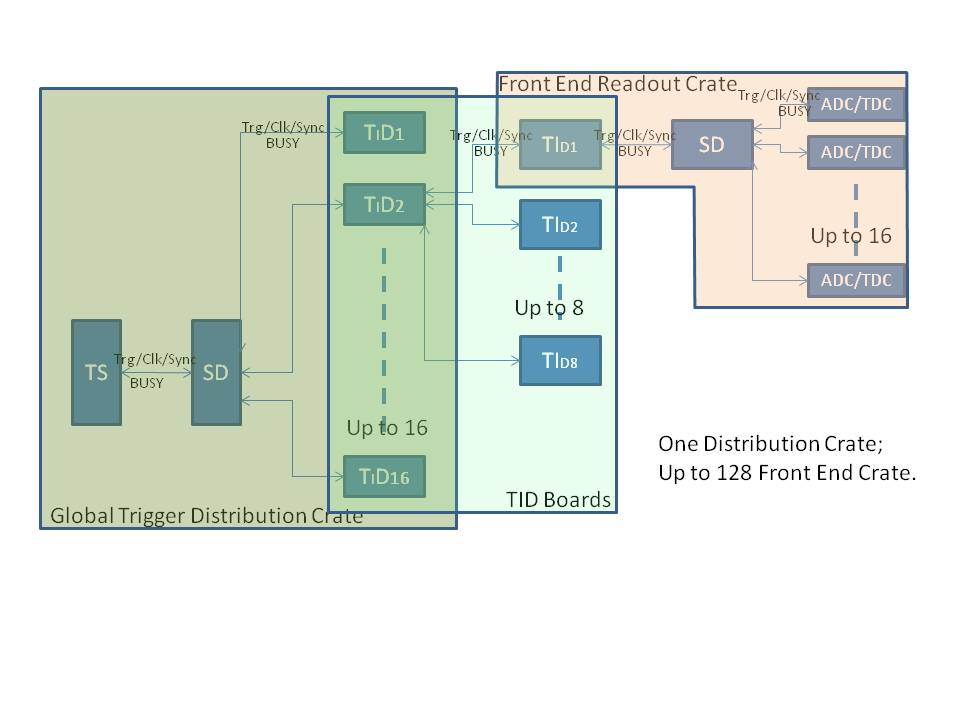 Front End Readout Crate
Trg/Clk/Sync
BUSY
ADC/TDC
Trg/Clk/Sync
BUSY
TID1
Trg/Clk/Sync
BUSY
TID1
Trg/Clk/Sync
BUSY
SD
ADC/TDC
TID2
TID2
Up to 16
ADC/TDC
Up to 8
TS
Trg/Clk/Sync
BUSY
SD
TID8
Up to 16
One Distribution Crate;
Up to 128 Front End Crate.
TID16
TID Boards
Global Trigger Distribution Crate